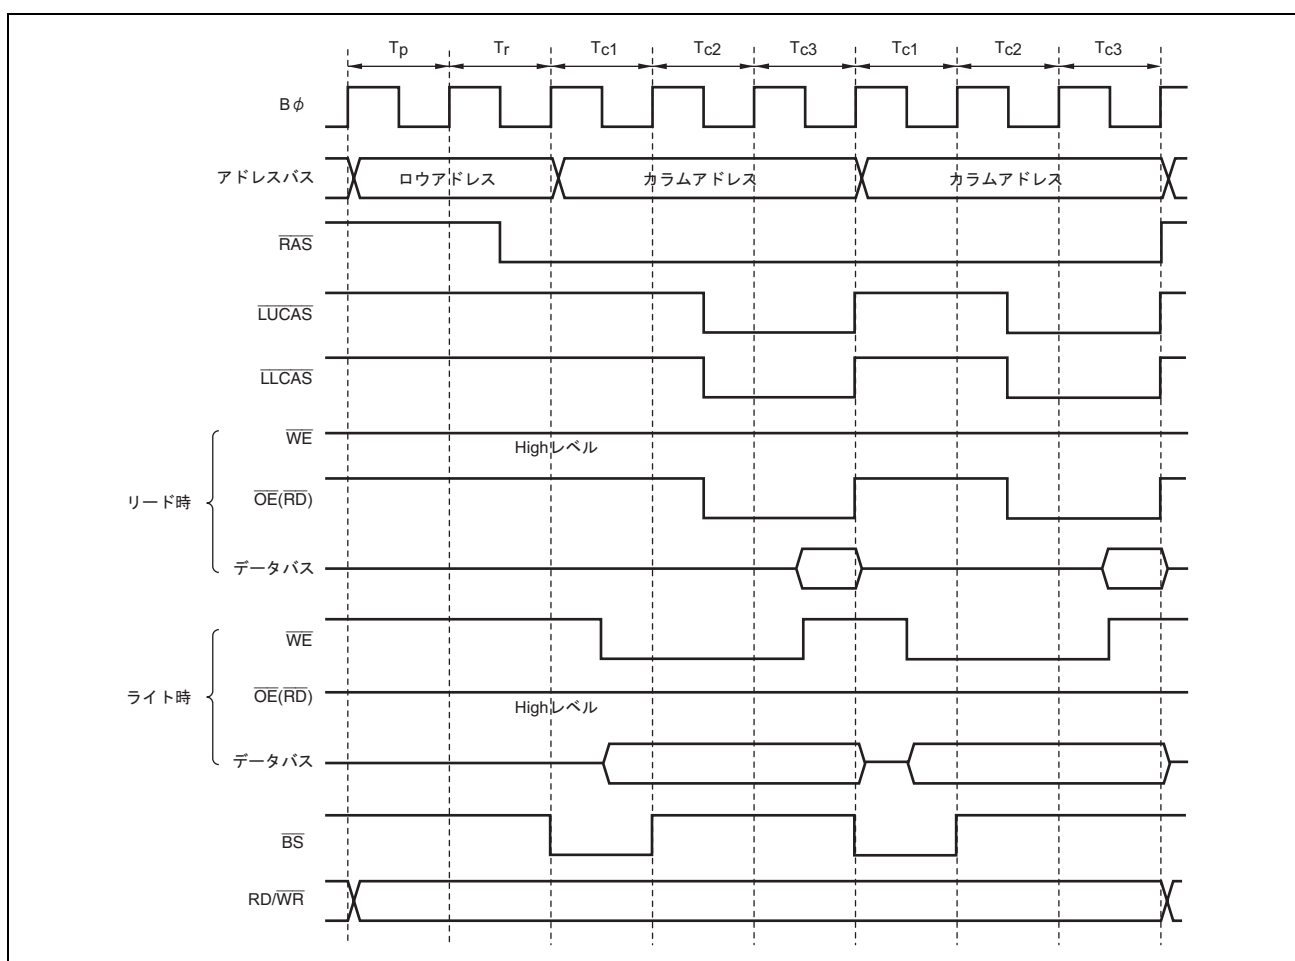 Tp Tr Tc1 Tc2 Tc3 Tc1 Tc2 Tc3
Bφ
アドレスバス ロウアドレス カラムアドレス カラムアドレス
RAS
LUCAS
LLCAS
WE
Highレベル
リード時 OE(RD)
データバス
WE
ライト時 OE(RD)
Highレベル
データバス
BS
RD/WR